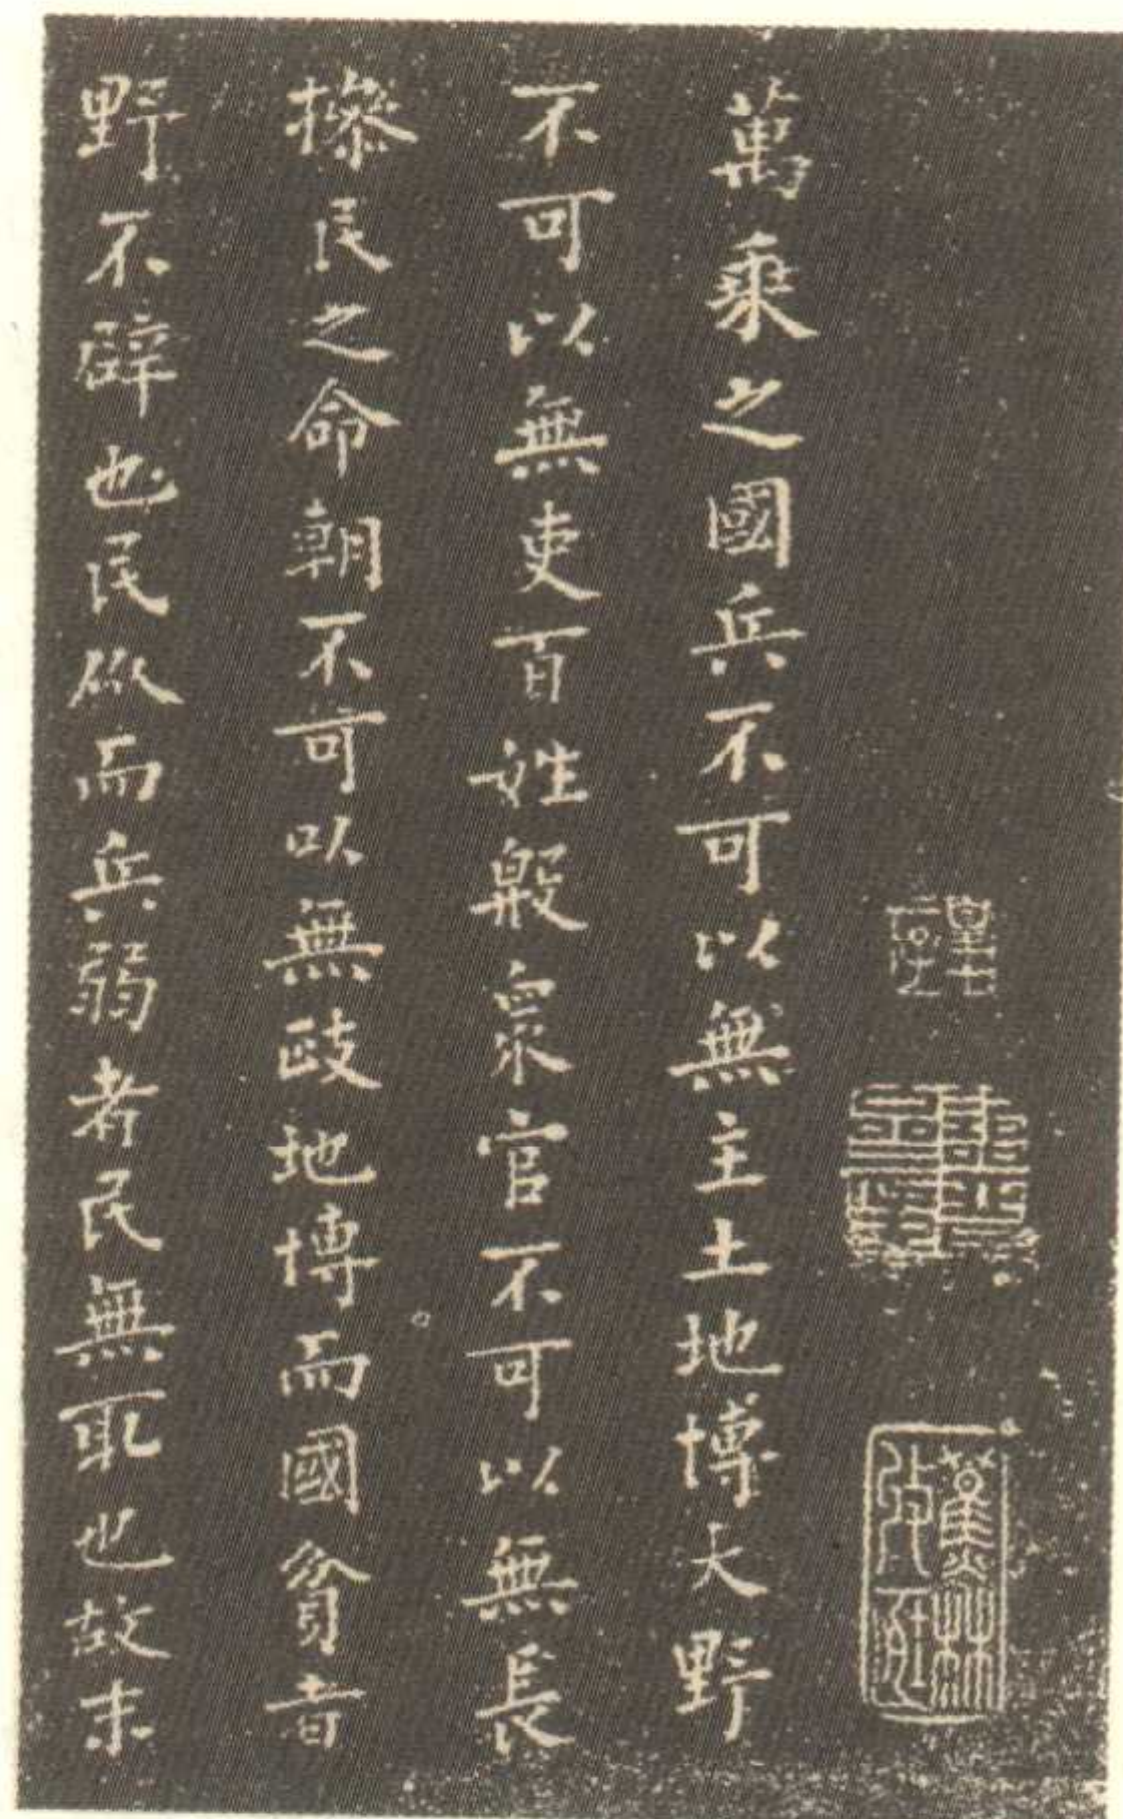 萬乘之國兵不可以無主土地博大野
不可以無吏百姓殷衆官不可以無長
操民之命朝不可以無政地博而國貧者
野不辟也民众而兵弱者民無取也故末